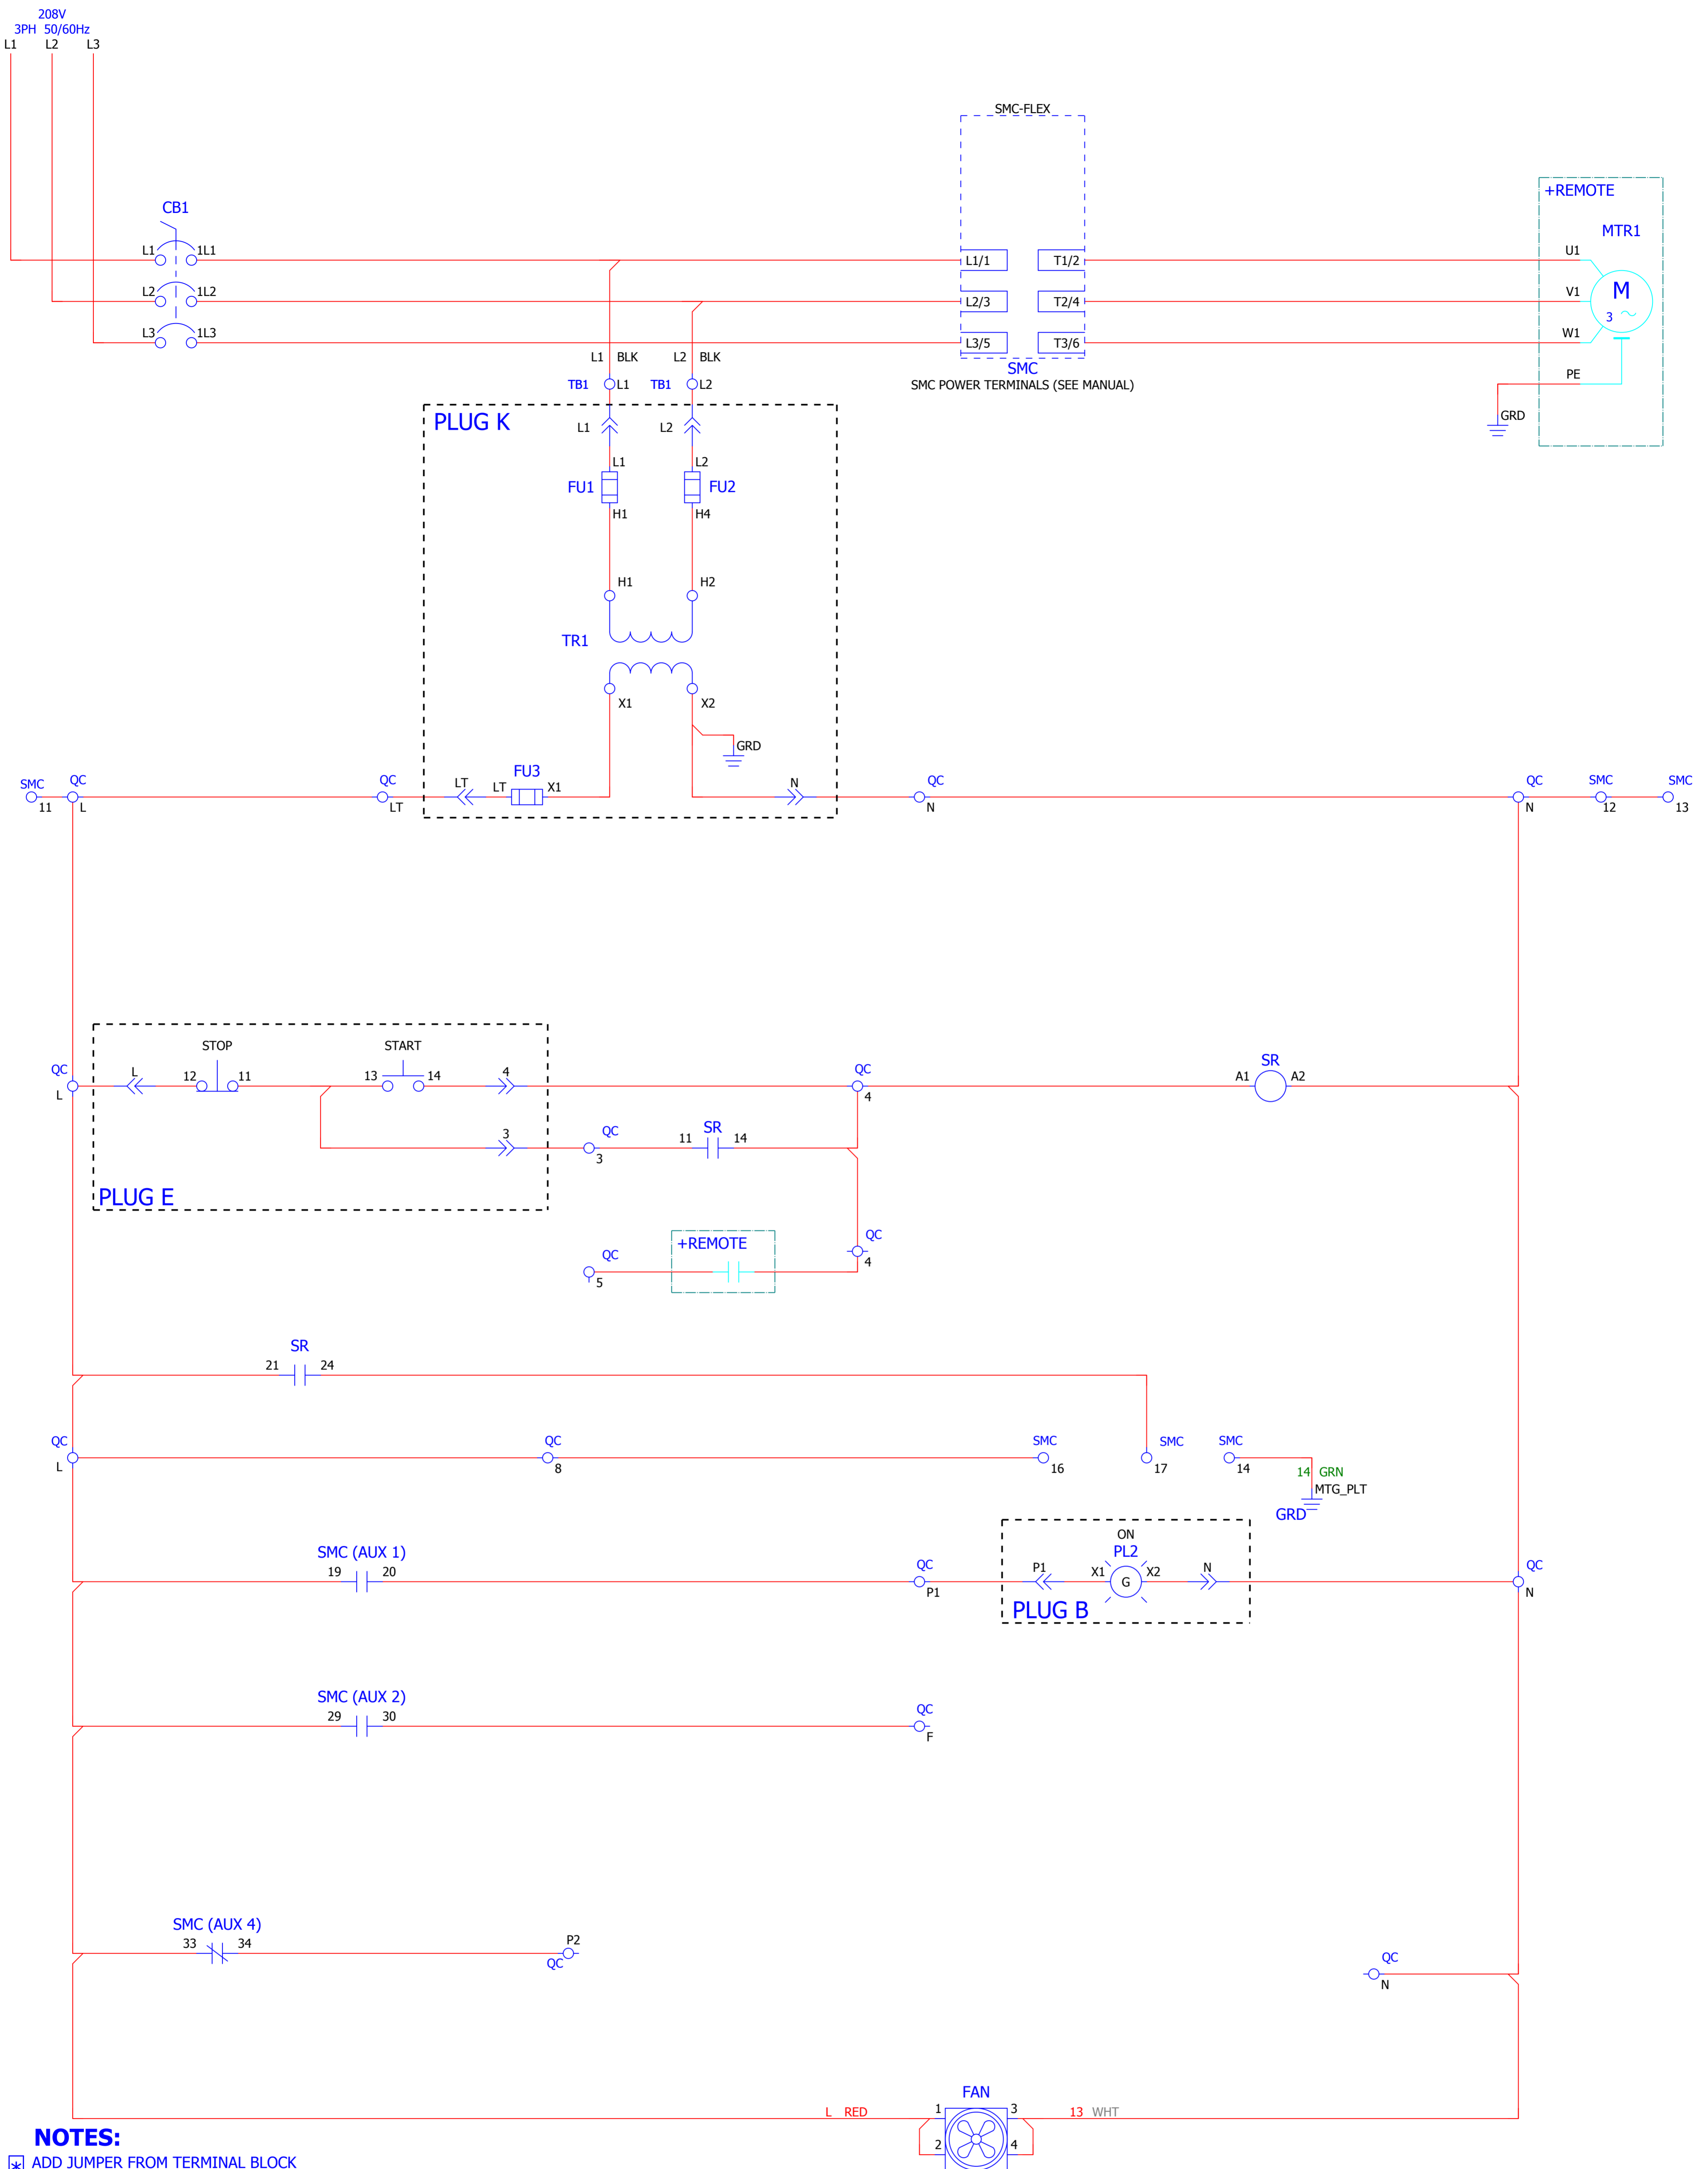 208V
3PH 50/60Hz
L1 L2 L3
SMC-FLEX
+REMOTE
CB1
MTR1
L1 1L1
L1/1 T1/2
U1
L2 1L2
L2/3 T2/4
V1
M
3
L3 1L3
L3/5 T3/6
W1
L1 BLK L2 BLK
SMC
PE
TB1 L1 TB1 L2
SMC POWER TERMINALS (SEE MANUAL)
GRD
PLUG K
L1 L2
L1 L2
FU1 FU2
H1 H4
H1 H2
TR1
X1 X2
GRD
SMC QC QC LT LT FU3 X1 N QC QC SMC SMC
11 L LT N N 12 13
STOP START
QC L 12 11 13 14 4 QC SR
A1 A2
L 4
3 QC 11 SR 14
3
PLUG E
QC +REMOTE QC
5 4
SR
21 24
QC QC SMC SMC SMC
L 8 16 17 14
14 GRN
MTG_PLT
GRD
ON
SMC (AUX 1)
19 20
QC P1 X1 PL2 X2 N QC
G
P1 N
PLUG B
SMC (AUX 2)
29 30
QC
F
SMC (AUX 4)
33 34
P2
QC
QC
N
FAN
L RED 1 3 13 WHT
2 4
NOTES:
* ADD JUMPER FROM TERMINAL BLOCK